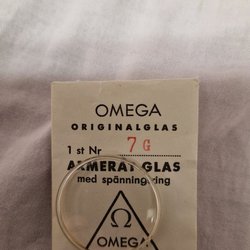 OMEGA
ORIGINALGLAS
1 st Nr 7 G
ARMERAT GLAS
med spänningsring
Ω
OMEGA